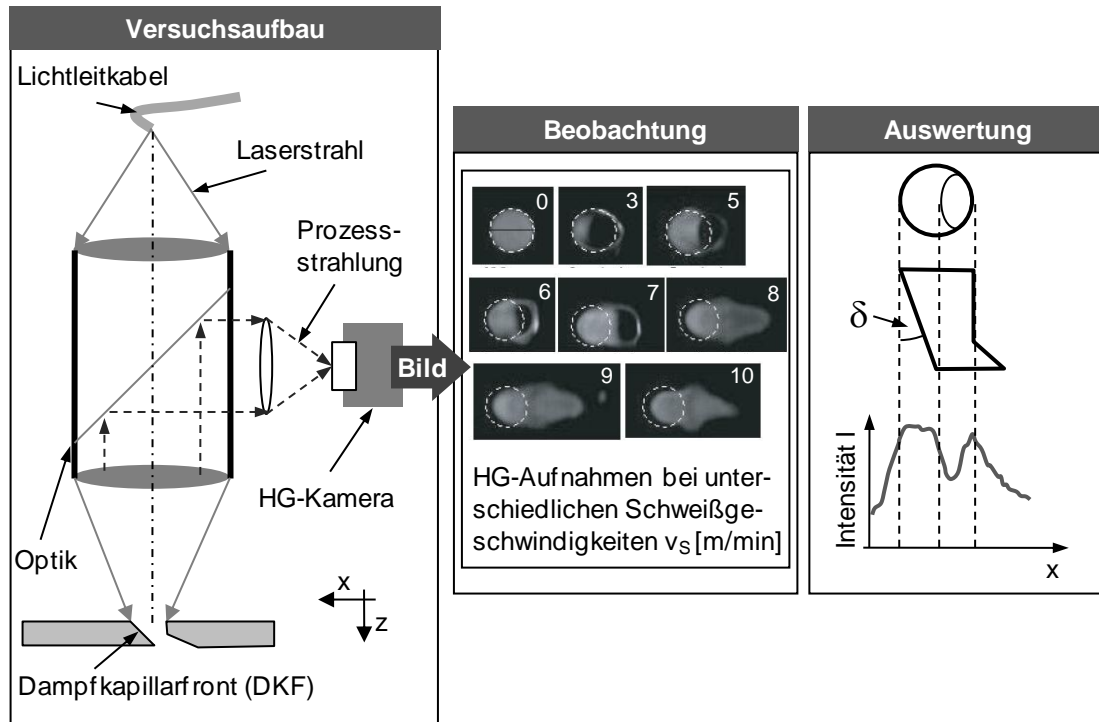 Versuchsaufbau
Lichtleitkabel
Laserstrahl
Prozess-
strahlung
Bild
HG-Kamera
Optik
x
z
Dampfkapillarfront (DKF)
Beobachtung
0
3
5
6
7
8
9
10
HG-Aufnahmen bei unter-
schiedlichen Schweißge-
schwindigkeiten vS [m/min]
Auswertung
δ
Intensität I
x